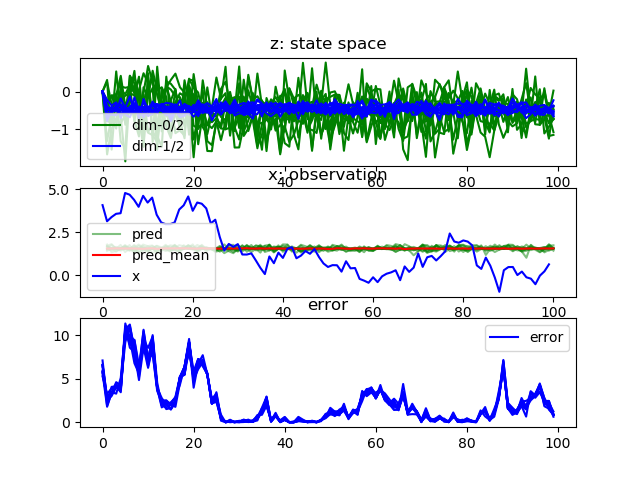 z: state space
0
−1
dim-0/2
dim-1/2
0 20 40 60 80 100
x: observation
5.0
2.5
0.0
pred
pred_mean
x
0 20 40 60 80 100
error
10
5
0
error
0 20 40 60 80 100